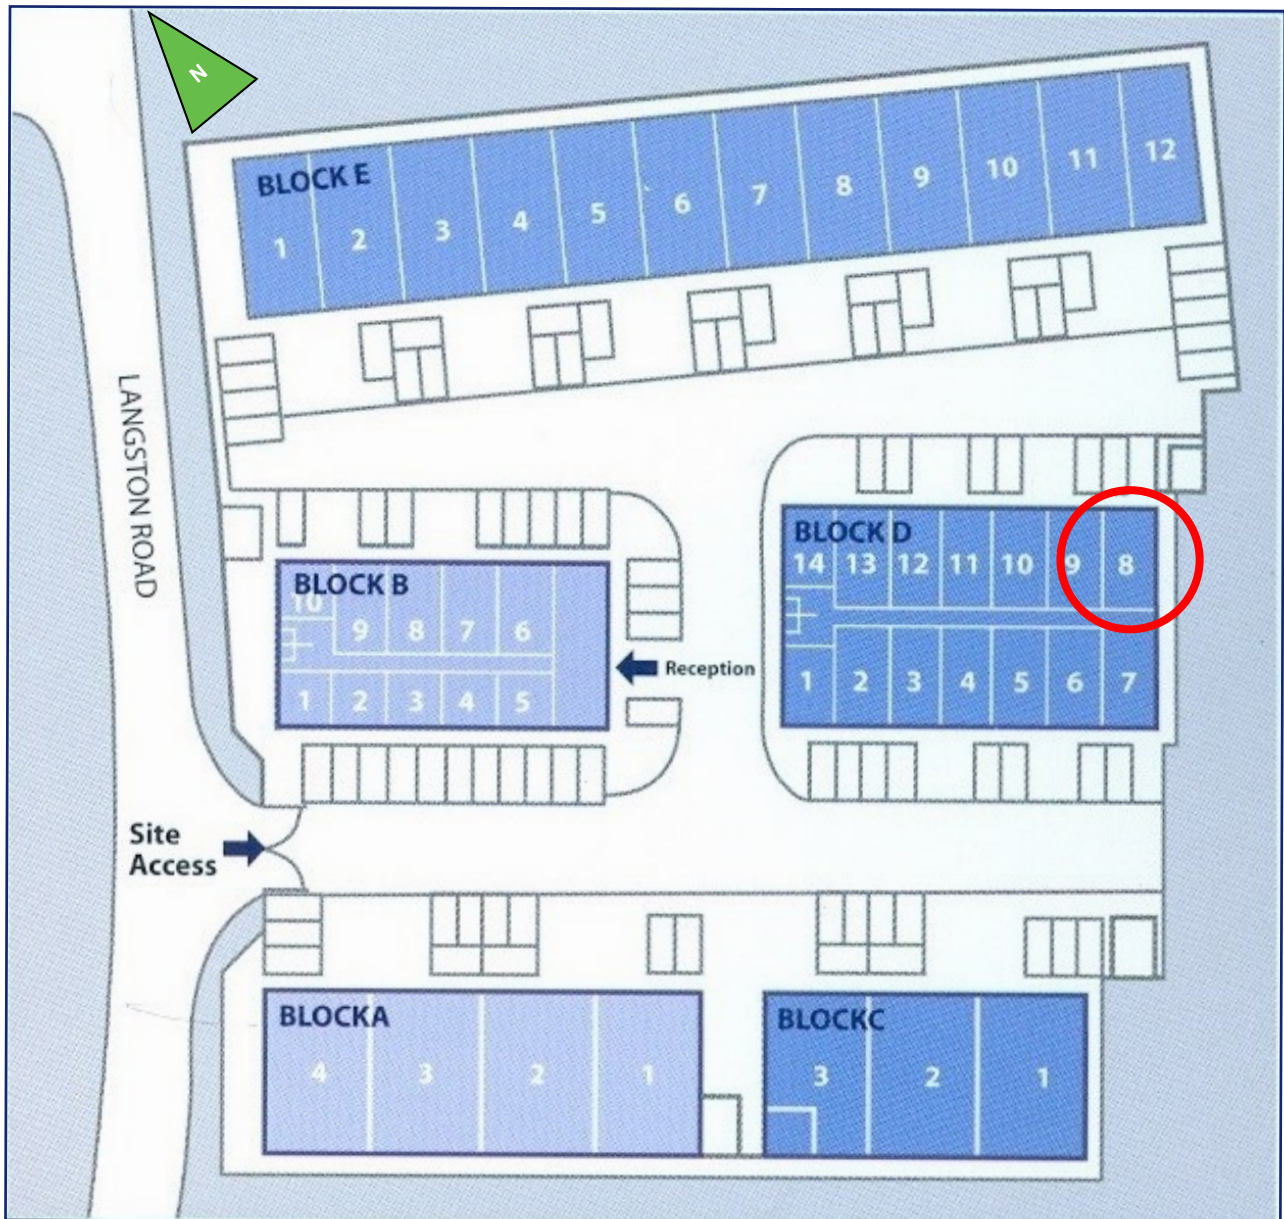 N
BLOCK E
1 2 3 4 5 6 7 8 9 10 11 12
LANGSTON ROAD
BLOCK D
14 13 12 11 10 9 8
1 2 3 4 5 6 7
BLOCK B
10 9 8 7 6
1 2 3 4 5
Reception
Site
Access
BLOCKA
4 3 2 1
BLOCKC
3 2 1